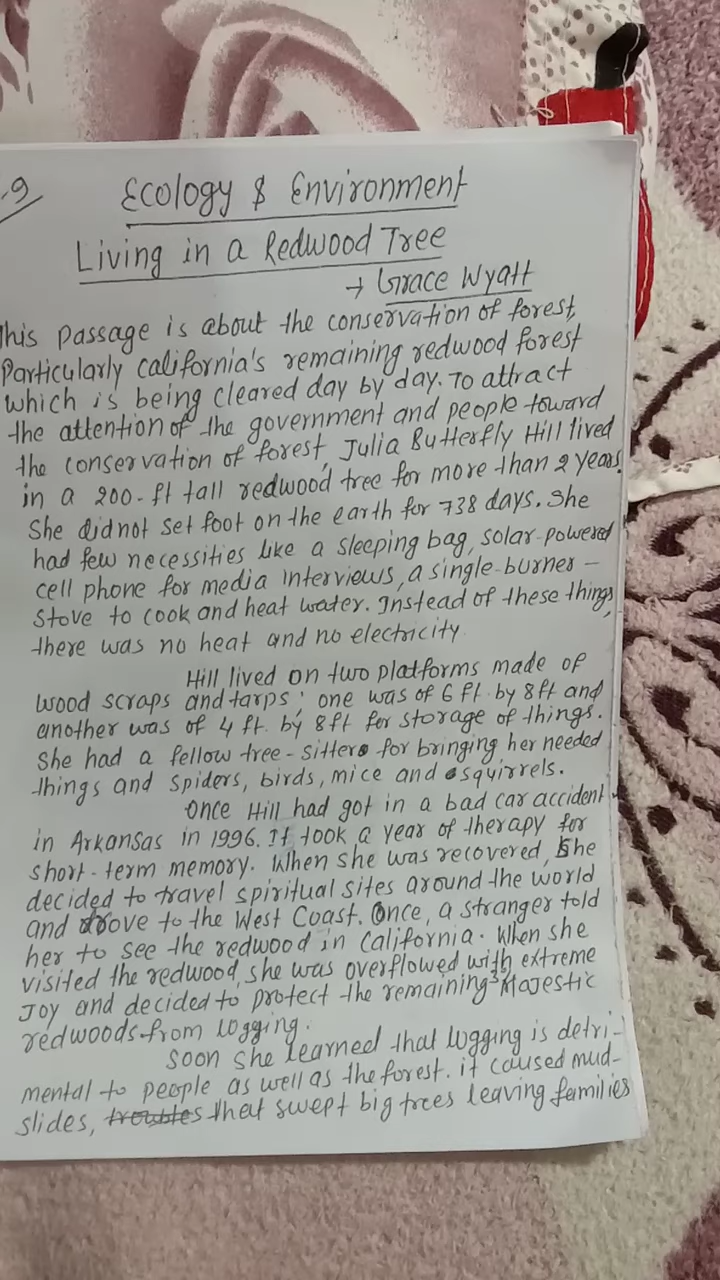 .9
Ecology & Environment
Living in a Redwood Tree
→ Grace Wyatt
This passage is about the conservation of forest,
Particularly California's remaining redwood forest
which is being cleared day by day. To attract
the attention of the government and people toward
the conservation of forest, Julia Butterfly Hill lived
in a 200-ft tall redwood tree for more than 2 years.
She didnot set foot on the earth for 738 days. She
had few necessities like a sleeping bag, solar-powered
cell phone for media interviews, a single-burner –
stove to cook and heat water. Instead of these things,
there was no heat and no electricity.
Hill lived on two platforms made of
wood scraps and tarps; one was of 6 ft by 8 ft and
another was of 4 ft. by 8 ft for storage of things.
She had a fellow tree-sitters for bringing her needed
things and spiders, birds, mice and squirrels.
Once Hill had got in a bad car accident
in Arkansas in 1996. It took a year of therapy for
short-term memory. When she was recovered, She
decided to travel spiritual sites around the world
and drove to the West Coast. Once, a stranger told
her to see the redwood in California. When she
visited the redwood, she was overflowed with extreme
Joy and decided to protect the remaining Majestic
redwoods from logging.
Soon she learned that logging is detri-
mental to people as well as the forest. it caused mud-
slides, troubles that swept big trees leaving families